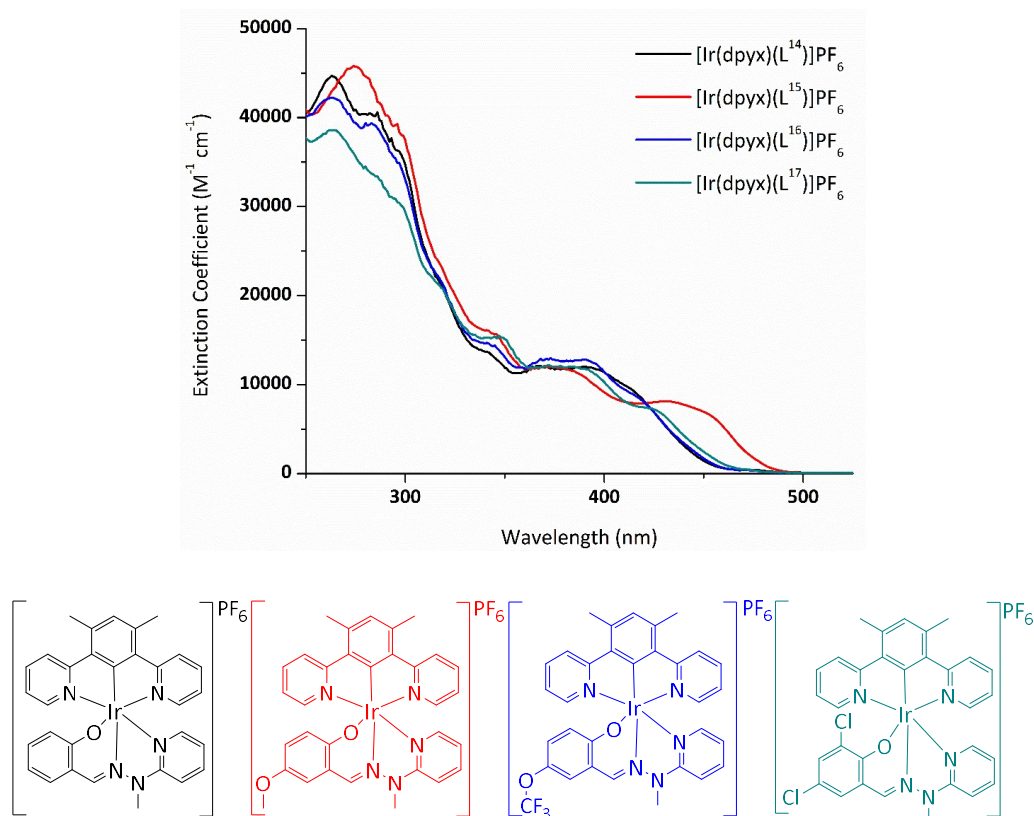 50000
40000
30000
20000
10000
0
Extinction Coefficient (M⁻¹ cm⁻¹)
300
400
500
Wavelength (nm)
[Ir(dpyx)(L¹⁴)]PF₆
[Ir(dpyx)(L¹⁵)]PF₆
[Ir(dpyx)(L¹⁶)]PF₆
[Ir(dpyx)(L¹⁷)]PF₆
PF₆
N
N
Ir
O
N
N
N
PF₆
N
N
Ir
O
N
N
N
O
PF₆
N
N
Ir
O
N
N
N
O
CF₃
PF₆
N
N
Ir
Cl
O
N
Cl
N
N